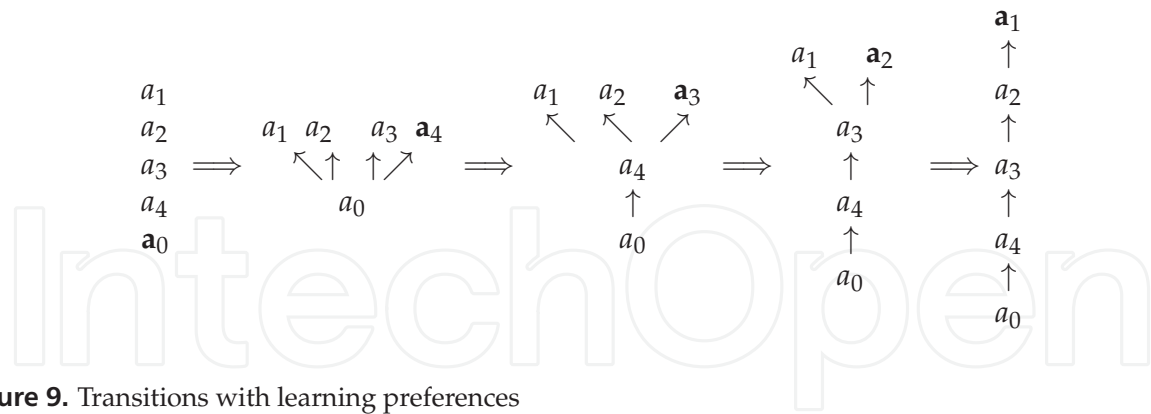 a₁
a₂
a₃
a₄
a₀
⟹
a₁ a₂ a₃ a₄
↖ ↑ ↑ ↗
a₀
⟹
a₁ a₂ a₃
↖ ↖ ↗
a₄
↑
a₀
⟹
a₁ a₂
↖ ↑
a₃
↑
a₄
↑
a₀
⟹
a₁
↑
a₂
↑
a₃
↑
a₄
↑
a₀
IntechOpen
ure 9. Transitions with learning preferences